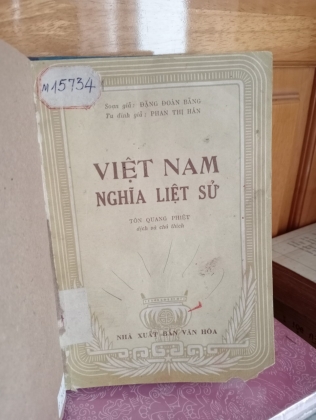 M15734
Soạn giả: ĐẶNG ĐOÀN BẰNG
Tu đính giả: PHAN THỊ HÁN
VIỆT NAM
NGHĨA LIỆT SỬ
TÔN QUANG PHIỆT
dịch và chú thích
NHÀ XUẤT BẢN VĂN HÓA